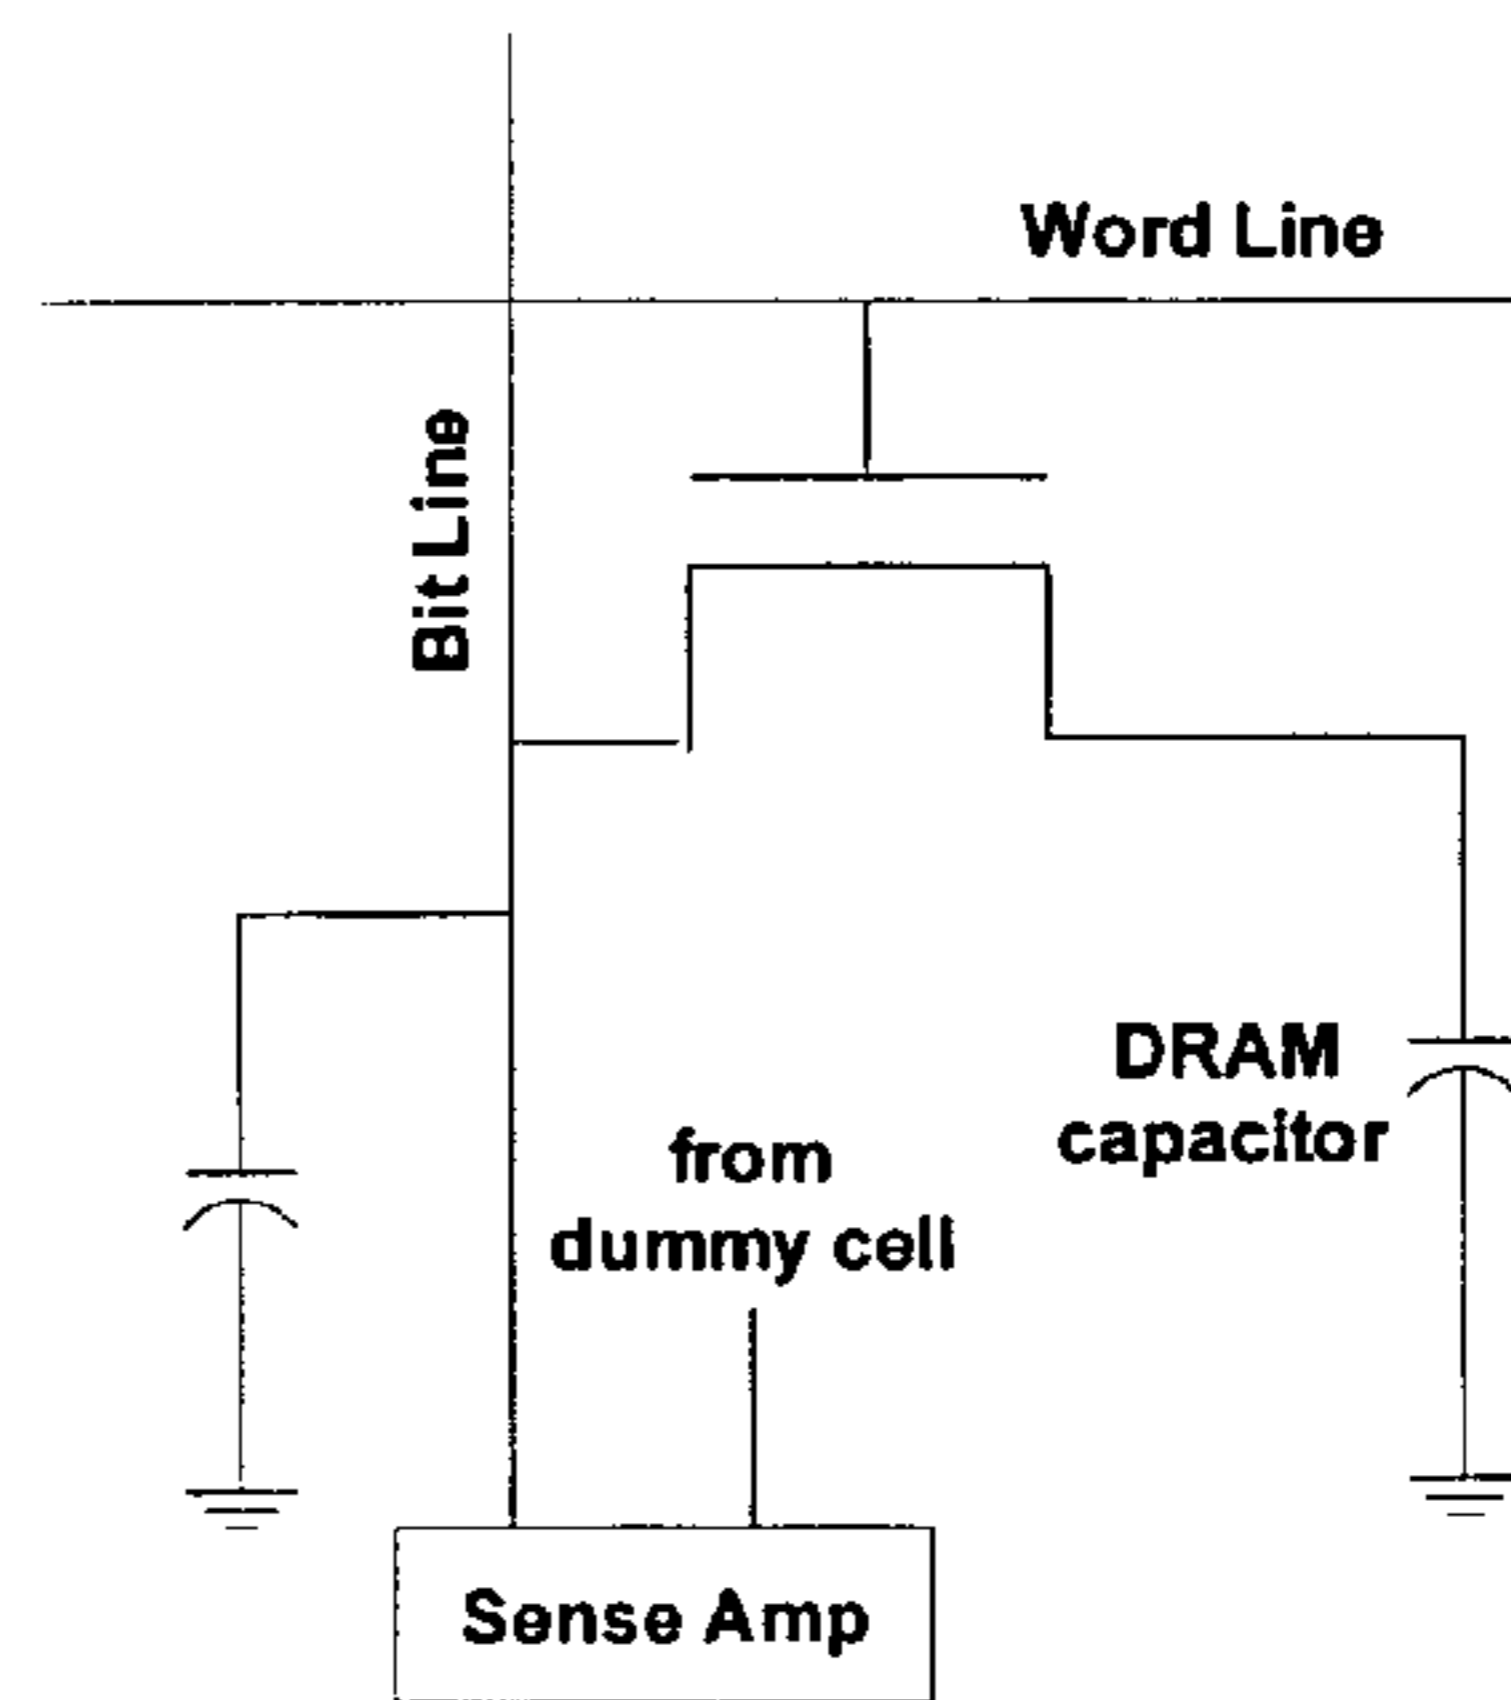 Word Line
Bit Line
DRAM
capacitor
from
dummy cell
Sense Amp